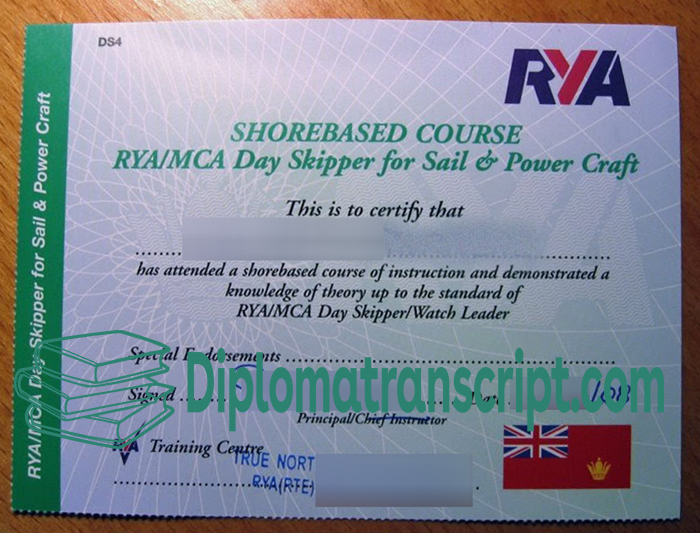 DS4
RYA
RYA/MCA Day Skipper for Sail & Power Craft
SHOREBASED COURSE
RYA/MCA Day Skipper for Sail & Power Craft
This is to certify that
has attended a shorebased course of instruction and demonstrated a
knowledge of theory up to the standard of
RYA/MCA Day Skipper/Watch Leader
Special Endorsements
Signed /08
Diplomatranscript.com
Principal/Chief Instructor
RYA Training Centre
TRUE NORT
RYA(RTE)